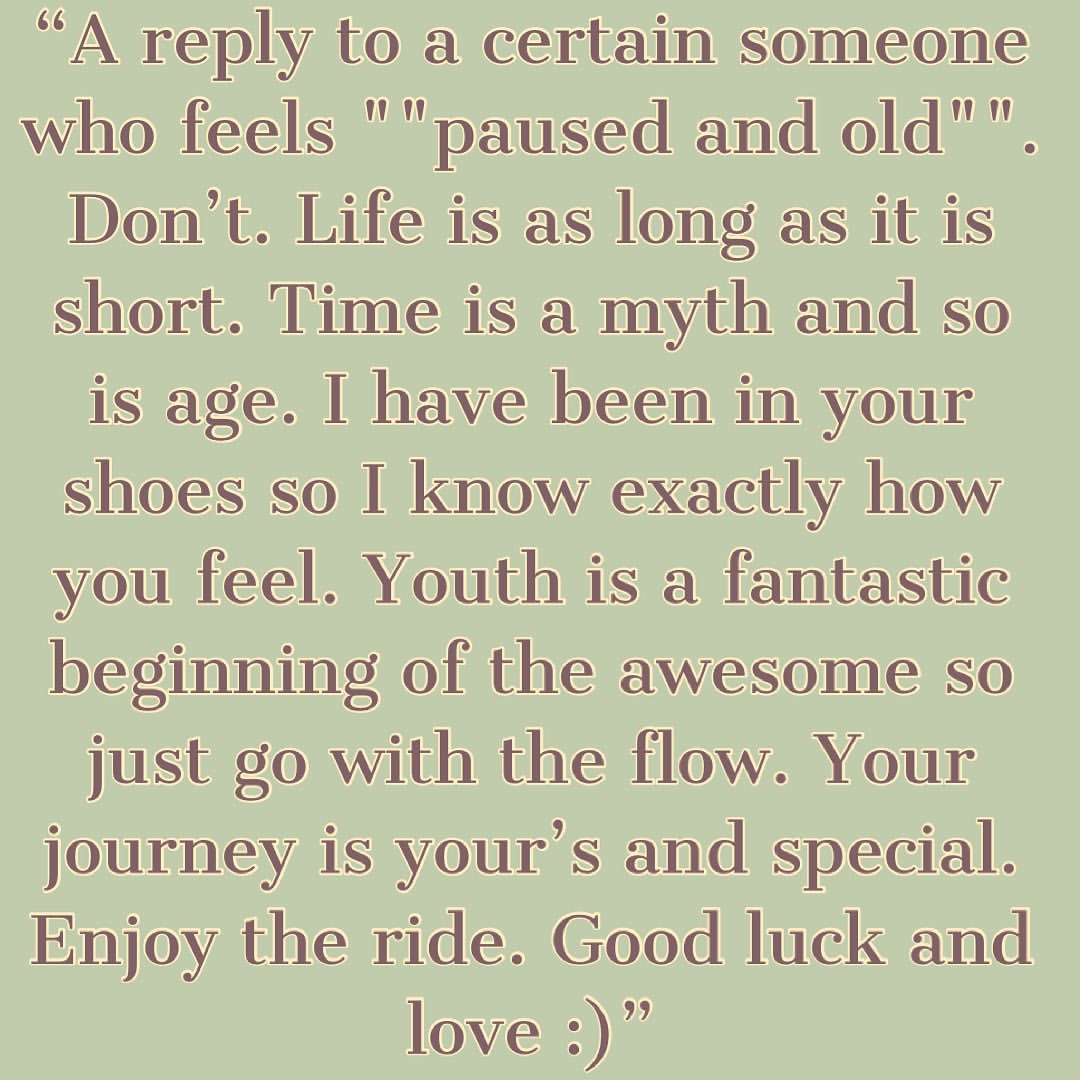 “A reply to a certain someone
who feels ""paused and old"".
Don’t. Life is as long as it is
short. Time is a myth and so
is age. I have been in your
shoes so I know exactly how
you feel. Youth is a fantastic
beginning of the awesome so
just go with the flow. Your
journey is your’s and special.
Enjoy the ride. Good luck and
love :)”